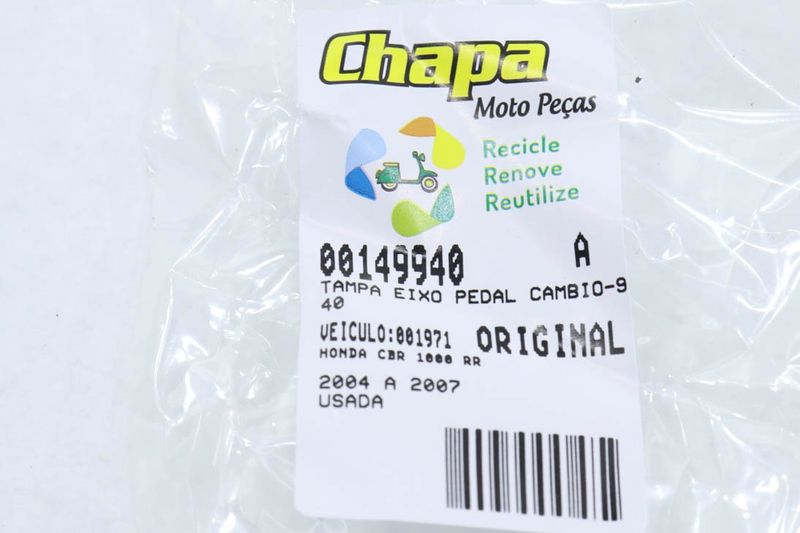 Chapa
Moto Peças
Recicle
Renove
Reutilize
00149940 A
TAMPA EIXO PEDAL CAMBIO-9
40
VEICULO:001971 ORIGINAL
HONDA CBR 1000 RR
2004 A 2007
USADA